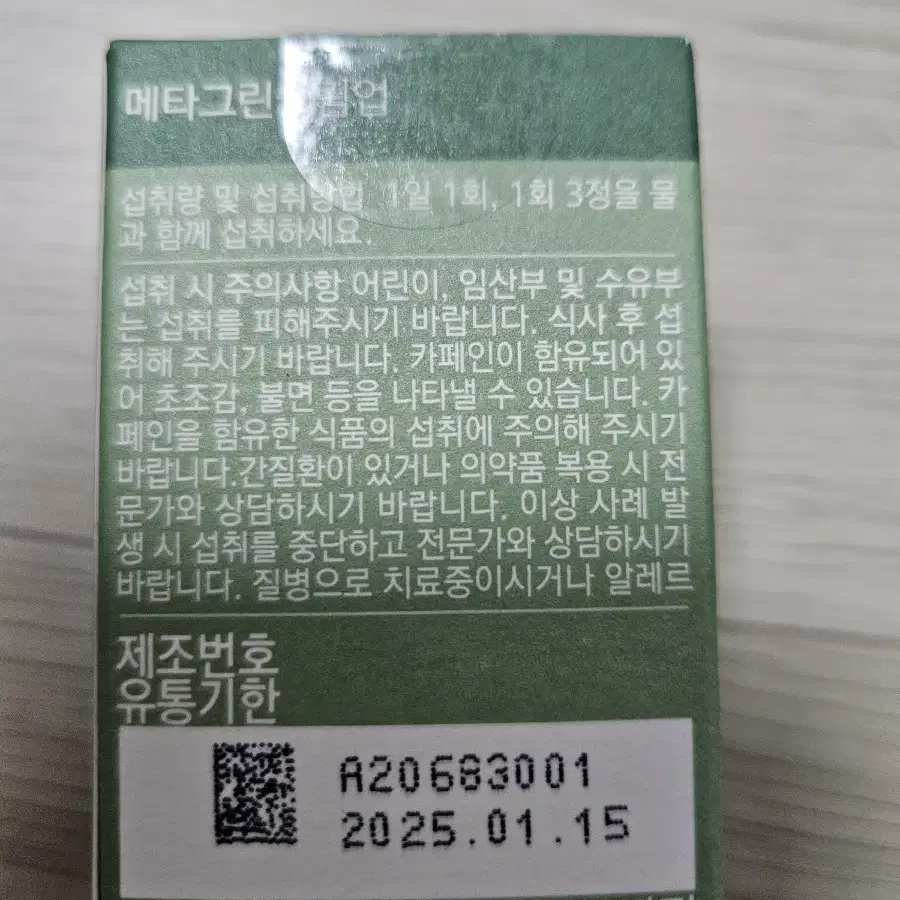 메타그린 업
섭취량 및 섭취방법 1일 1회, 1회 3정을 물
과 함께 섭취하세요.
섭취 시 주의사항 어린이, 임산부 및 수유부
는 섭취를 피해주시기 바랍니다. 식사 후 섭
취해 주시기 바랍니다. 카페인이 함유되어 있
어 초조감, 불면 등을 나타낼 수 있습니다. 카
페인을 함유한 식품의 섭취에 주의해 주시기
바랍니다.간질환이 있거나 의약품 복용 시 전
문가와 상담하시기 바랍니다. 이상 사례 발
생 시 섭취를 중단하고 전문가와 상담하시기
바랍니다. 질병으로 치료중이시거나 알레르
제조번호
유통기한
A20683001
2025.01.15